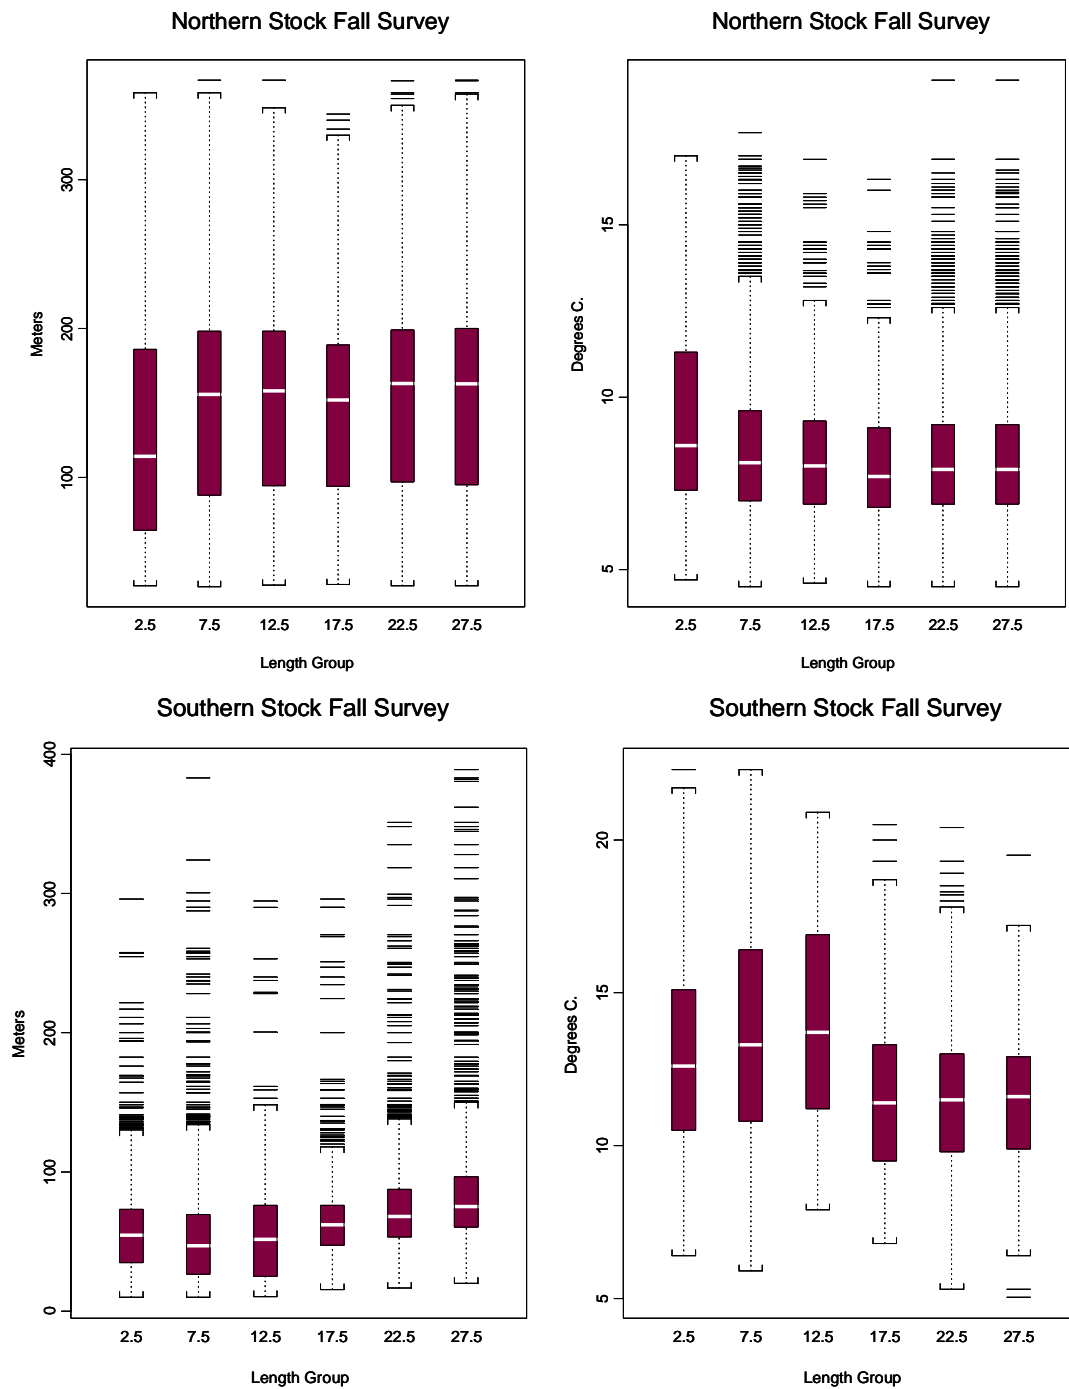 Northern Stock Fall Survey
Meters
300
200
100
2.5 7.5 12.5 17.5 22.5 27.5
Length Group
Northern Stock Fall Survey
Degrees C.
15
10
5
2.5 7.5 12.5 17.5 22.5 27.5
Length Group
Southern Stock Fall Survey
Meters
400
300
200
100
0
2.5 7.5 12.5 17.5 22.5 27.5
Length Group
Southern Stock Fall Survey
Degrees C.
20
15
10
5
2.5 7.5 12.5 17.5 22.5 27.5
Length Group